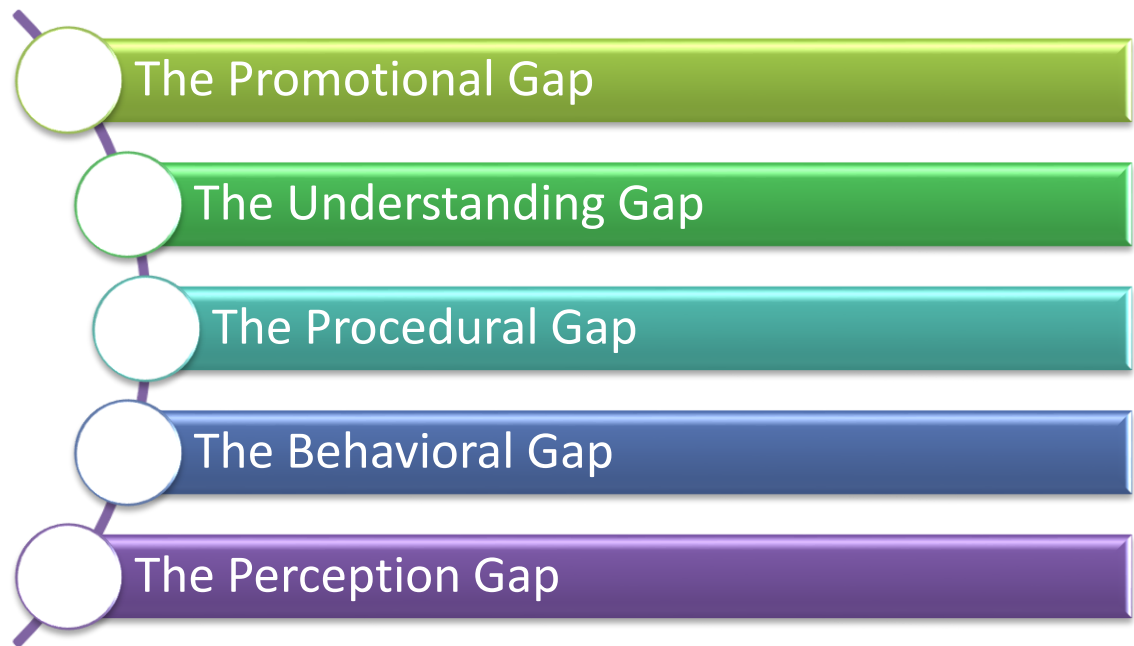 The Promotional Gap
The Understanding Gap
The Procedural Gap
The Behavioral Gap
The Perception Gap